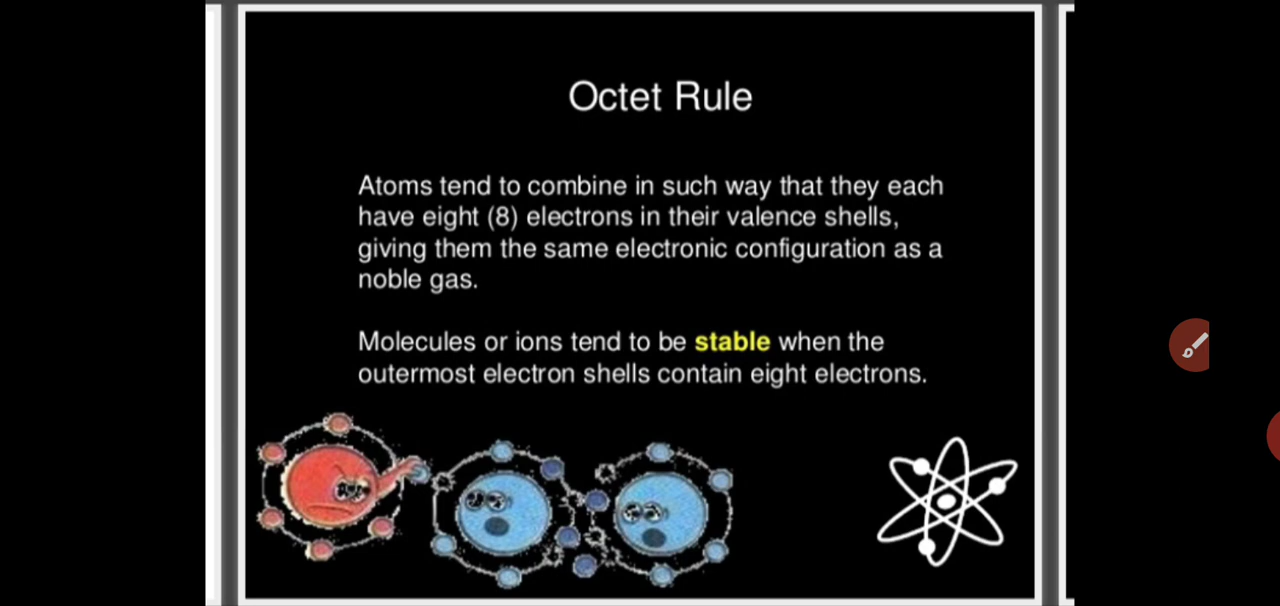 Octet Rule
Atoms tend to combine in such way that they each
have eight (8) electrons in their valence shells,
giving them the same electronic configuration as a
noble gas.
Molecules or ions tend to be stable when the
outermost electron shells contain eight electrons.